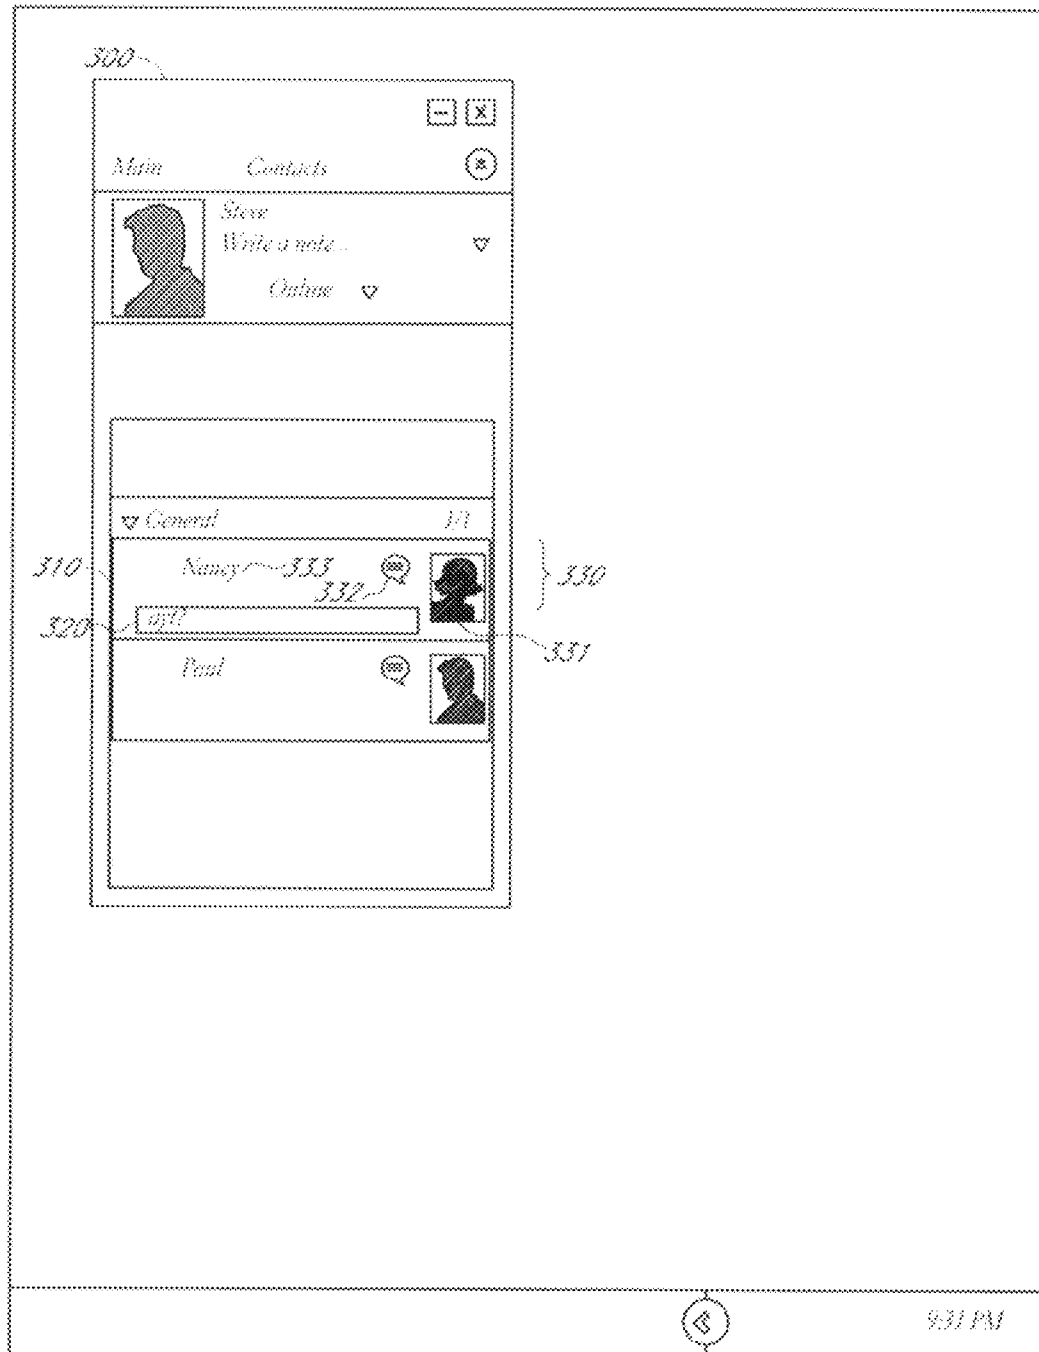 300
Main Contacts
Steve
Write a note...
Online
General 1/1
310 Nancy 333 332 330
320 ayt?
331
Paul
9:31 PM